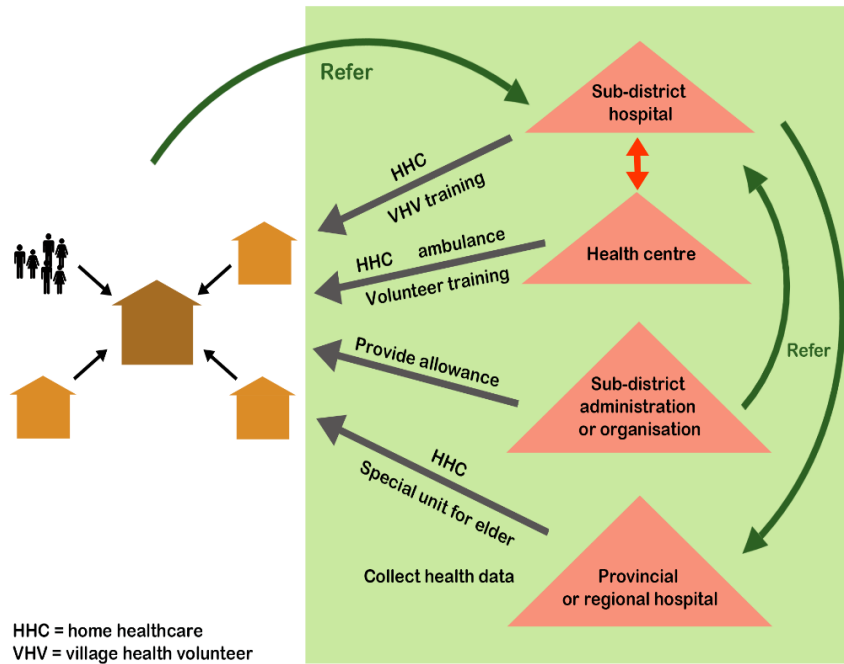 Refer
Sub-district
hospital
HHC
VHV training
HHC ambulance
Volunteer training
Health centre
Provide allowance
Sub-district
administration
or organisation
Refer
HHC
Special unit for elder
Collect health data
Provincial
or regional hospital
HHC = home healthcare
VHV = village health volunteer